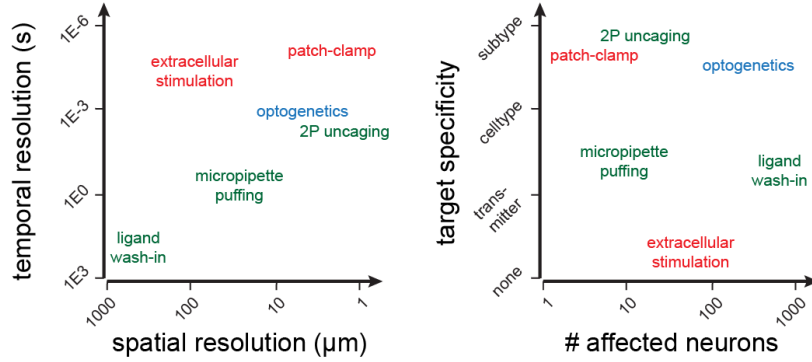 temporal resolution (s)
1E-6
1E-3
1E0
1E3
extracellular
stimulation
patch-clamp
optogenetics
2P uncaging
micropipette
puffing
ligand
wash-in
1000
100
10
1
spatial resolution (µm)
target specificity
subtype
celltype
trans-
mitter
none
2P uncaging
patch-clamp
optogenetics
micropipette
puffing
ligand
wash-in
extracellular
stimulation
1
10
100
1000
# affected neurons